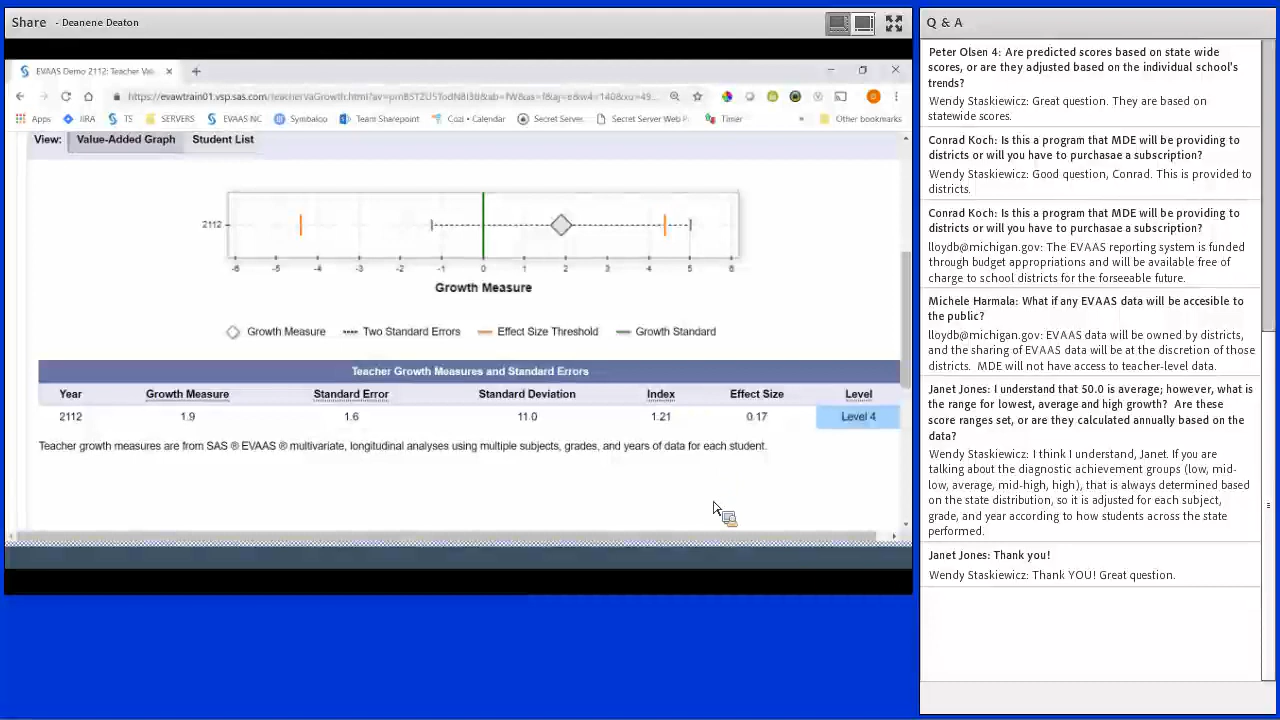 Share - Deanene Deaton
EVAAS Demo 2112: Teacher Val
Apps JIRA TS SERVERS EVAAS NC Symbaloo Team Sharepoint Cozi • Calendar Secret Server Secret Server Web P Timer » Other bookmarks
View: Value-Added Graph Student List
2112
-6 -5 -4 -3 -2 -1 0 1 2 3 4 5 6
Growth Measure
Growth Measure Two Standard Errors Effect Size Threshold Growth Standard
Teacher Growth Measures and Standard Errors
Year Growth Measure Standard Error Standard Deviation Index Effect Size Level
2112 1.9 1.6 11.0 1.21 0.17 Level 4
Teacher growth measures are from SAS ® EVAAS ® multivariate, longitudinal analyses using multiple subjects, grades, and years of data for each student.
Q & A
Peter Olsen 4: Are predicted scores based on state wide
scores, or are they adjusted based on the individual school's
trends?
Wendy Staskiewicz: Great question. They are based on
statewide scores.
Conrad Koch: Is this a program that MDE will be providing to
districts or will you have to purchasae a subscription?
Wendy Staskiewicz: Good question, Conrad. This is provided to
districts.
Conrad Koch: Is this a program that MDE will be providing to
districts or will you have to purchasae a subscription?
lloydb@michigan.gov: The EVAAS reporting system is funded
through budget appropriations and will be available free of
charge to school districts for the forseeable future.
Michele Harmala: What if any EVAAS data will be accesible to
the public?
lloydb@michigan.gov: EVAAS data will be owned by districts,
and the sharing of EVAAS data will be at the discretion of those
districts. MDE will not have access to teacher-level data.
Janet Jones: I understand that 50.0 is average; however, what is
the range for lowest, average and high growth? Are these
score ranges set, or are they calculated annually based on the
data?
Wendy Staskiewicz: I think I understand, Janet. If you are
talking about the diagnostic achievement groups (low, mid-
low, average, mid-high, high), that is always determined based
on the state distribution, so it is adjusted for each subject,
grade, and year according to how students across the state
performed.
Janet Jones: Thank you!
Wendy Staskiewicz: Thank YOU! Great question.